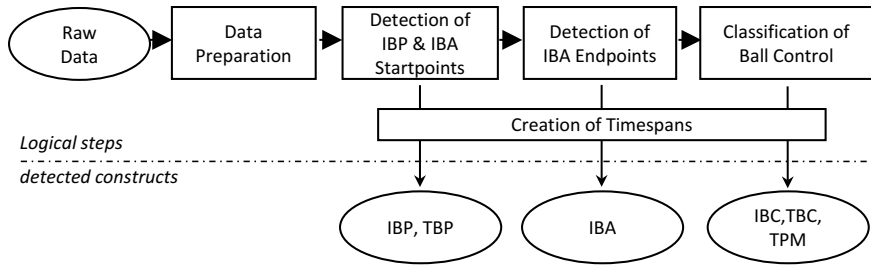 Raw
Data
Data
Preparation
Detection of
IBP & IBA
Startpoints
Detection of
IBA Endpoints
Classification of
Ball Control
Creation of Timespans
Logical steps
detected constructs
IBP, TBP
IBA
IBC,TBC,
TPM